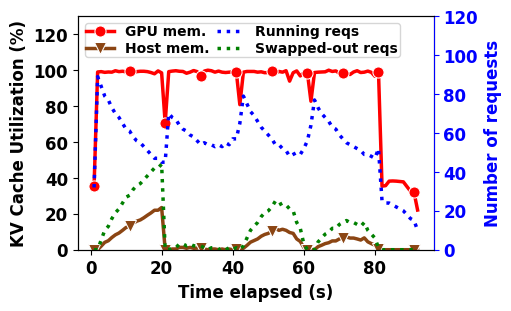 GPU mem.
Host mem.
Running reqs
Swapped-out reqs
KV Cache Utilization (%)
120
100
80
60
40
20
0
120
100
80
60
40
20
0
Number of requests
0
20
40
60
80
Time elapsed (s)